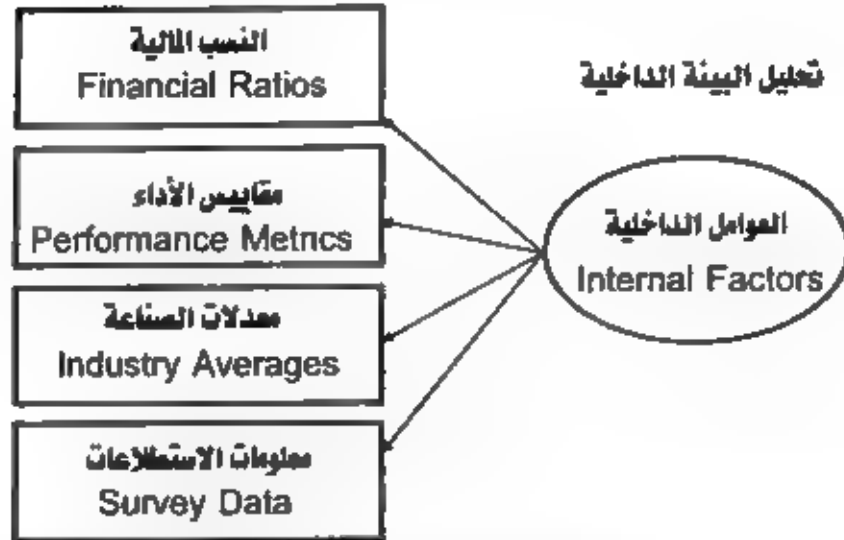 تحليل البيئة الداخلية
العوامل الداخلية
Internal Factors
النسب المالية
Financial Ratios
مقاييس الأداء
Performance Metrics
معدلات الصناعة
Industry Averages
معلومات الاستطلاعات
Survey Data